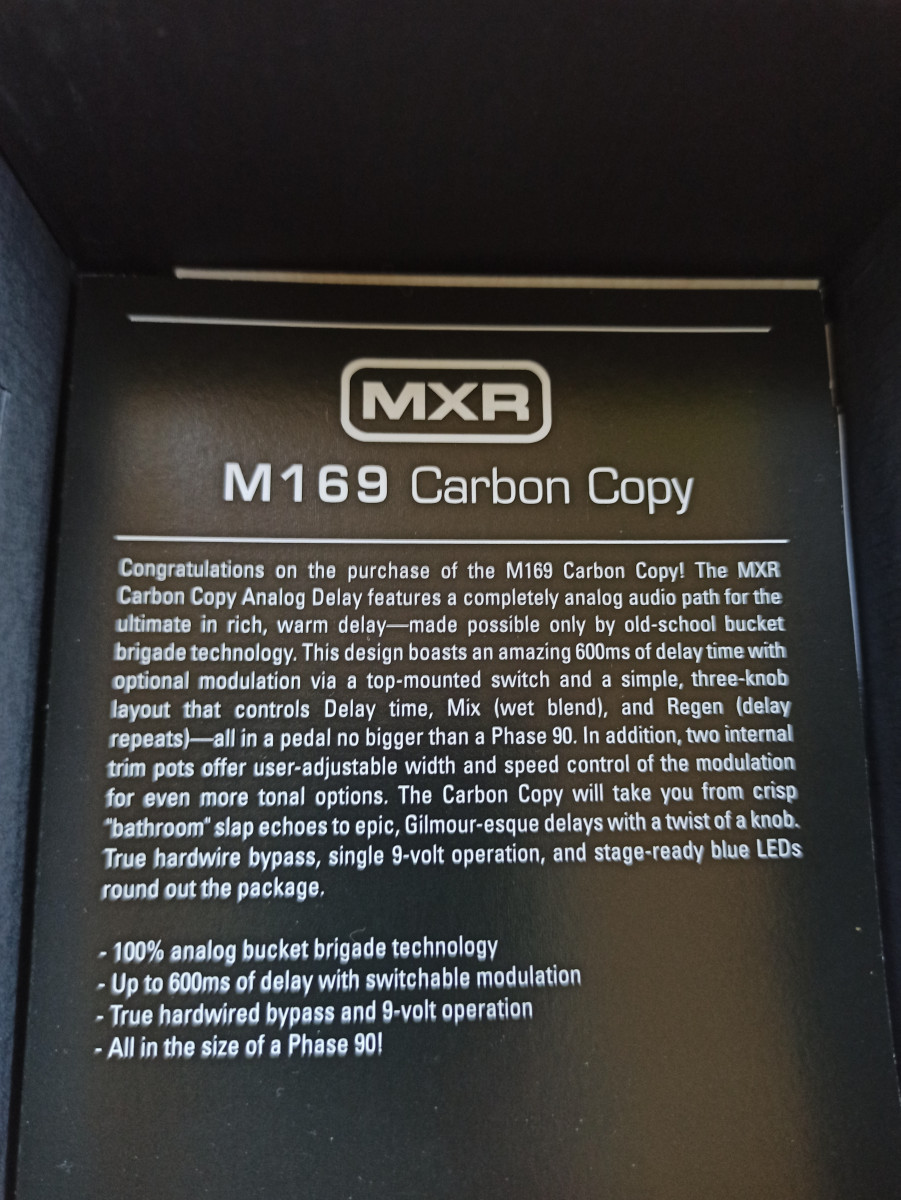 MXR
M169 Carbon Copy
Congratulations on the purchase of the M169 Carbon Copy! The MXR
Carbon Copy Analog Delay features a completely analog audio path for the
ultimate in rich, warm delay—made possible only by old-school bucket
brigade technology. This design boasts an amazing 600ms of delay time with
optional modulation via a top-mounted switch and a simple, three-knob
layout that controls Delay time, Mix (wet blend), and Regen (delay
repeats)—all in a pedal no bigger than a Phase 90. In addition, two internal
trim pots offer user-adjustable width and speed control of the modulation
for even more tonal options. The Carbon Copy will take you from crisp
"bathroom" slap echoes to epic, Gilmour-esque delays with a twist of a knob.
True hardwire bypass, single 9-volt operation, and stage-ready blue LEDs
round out the package.
- 100% analog bucket brigade technology
- Up to 600ms of delay with switchable modulation
- True hardwired bypass and 9-volt operation
- All in the size of a Phase 90!